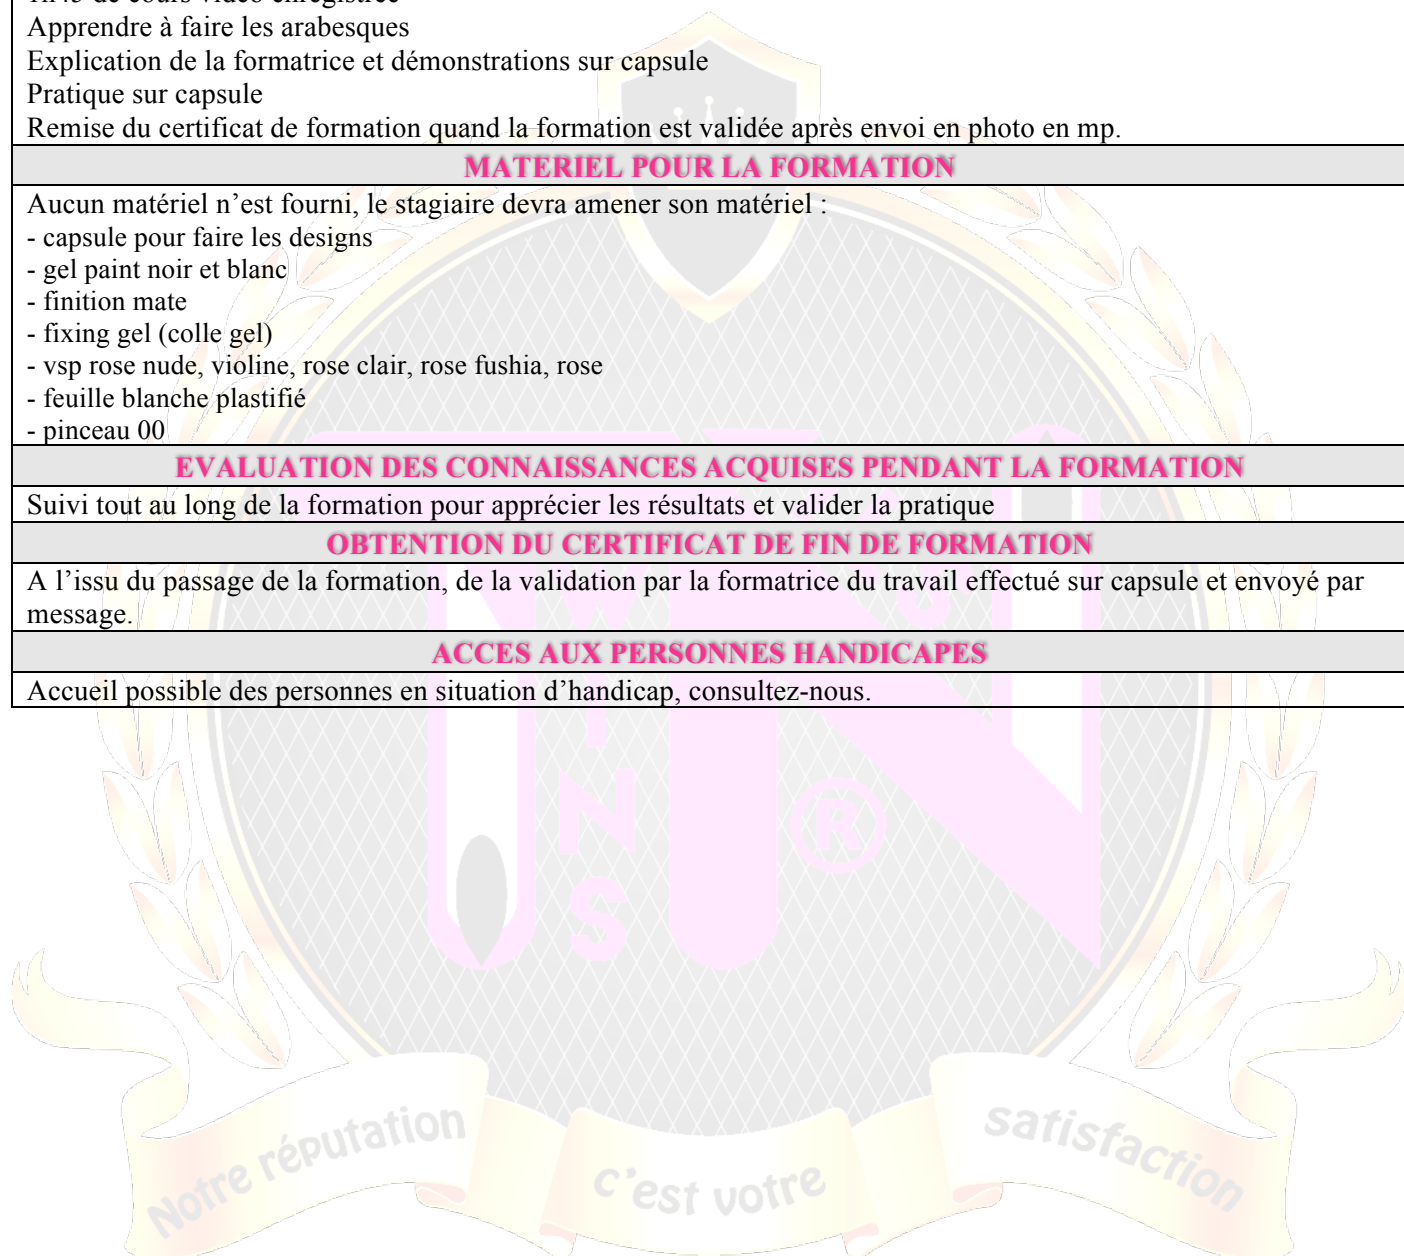 1h45 de cours vidéo enregistrée
Apprendre à faire les arabesques
Explication de la formatrice et démonstrations sur capsule
Pratique sur capsule
Remise du certificat de formation quand la formation est validée après envoi en photo en mp.
MATERIEL POUR LA FORMATION
Aucun matériel n’est fourni, le stagiaire devra amener son matériel :
- capsule pour faire les designs
- gel paint noir et blanc
- finition mate
- fixing gel (colle gel)
- vsp rose nude, violine, rose clair, rose fushia, rose
- feuille blanche plastifié
- pinceau 00
EVALUATION DES CONNAISSANCES ACQUISES PENDANT LA FORMATION
Suivi tout au long de la formation pour apprécier les résultats et valider la pratique
OBTENTION DU CERTIFICAT DE FIN DE FORMATION
A l’issu du passage de la formation, de la validation par la formatrice du travail effectué sur capsule et envoyé par
message.
ACCES AUX PERSONNES HANDICAPES
Accueil possible des personnes en situation d’handicap, consultez-nous.
TWINS
N
®
Notre réputation
c’est votre
satisfaction